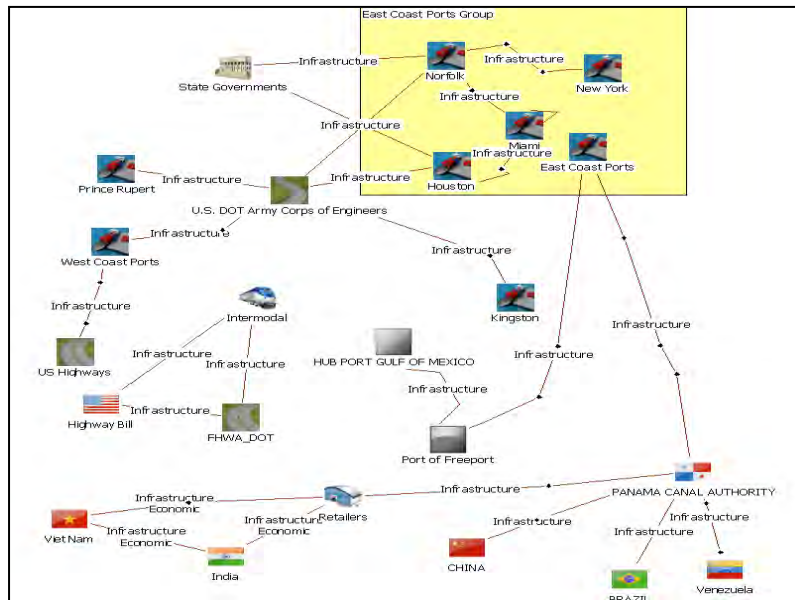 East Coast Ports Group
Infrastructure
Infrastructure
State Governments
Norfolk
New York
Infrastructure
Infrastructure
Miami
Infrastructure
Prince Rupert
Infrastructure
Infrastructure
Houston
East Coast Ports
U.S. DOT Army Corps of Engineers
Infrastructure
West Coast Ports
Infrastructure
Infrastructure
Intermodal
Kingston
Infrastructure
US Highways
Infrastructure
Infrastructure
HUB PORT GULF OF MEXICO
Infrastructure
Infrastructure
Highway Bill
Infrastructure
FHWA_DOT
Port of Freeport
Infrastructure
Economic
Retailers
Infrastructure
PANAMA CANAL AUTHORITY
Viet Nam
Infrastructure
Economic
Infrastructure
Economic
Infrastructure
Infrastructure
Infrastructure
India
CHINA
BRAZIL
Venezuela